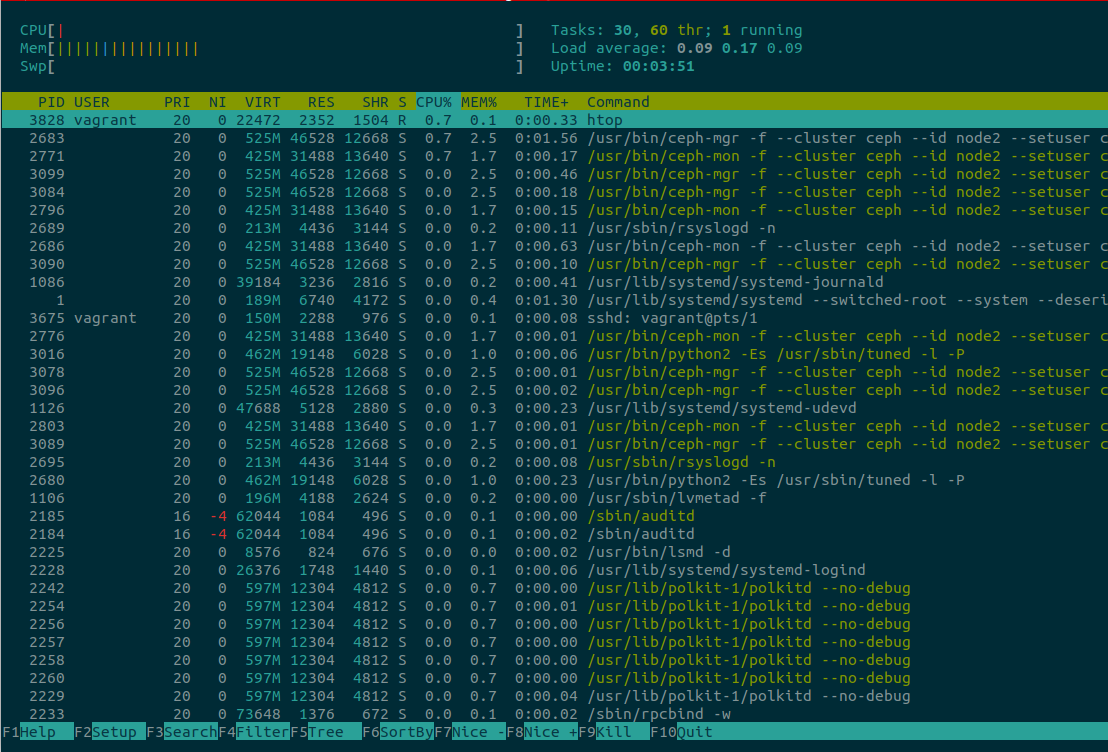 CPU[| ] Tasks: 30, 60 thr; 1 running
Mem[||||||||||||||||| ] Load average: 0.09 0.17 0.09
Swp[ ] Uptime: 00:03:51
PID USER PRI NI VIRT RES SHR S CPU% MEM% TIME+ Command
3828 vagrant 20 0 22472 2352 1504 R 0.7 0.1 0:00.33 htop
2683 20 0 525M 46528 12668 S 0.7 2.5 0:01.56 /usr/bin/ceph-mgr -f --cluster ceph --id node2 --setuser c
2771 20 0 425M 31488 13640 S 0.7 1.7 0:00.17 /usr/bin/ceph-mon -f --cluster ceph --id node2 --setuser c
3099 20 0 525M 46528 12668 S 0.0 2.5 0:00.46 /usr/bin/ceph-mgr -f --cluster ceph --id node2 --setuser c
3084 20 0 525M 46528 12668 S 0.0 2.5 0:00.18 /usr/bin/ceph-mgr -f --cluster ceph --id node2 --setuser c
2796 20 0 425M 31488 13640 S 0.0 1.7 0:00.15 /usr/bin/ceph-mon -f --cluster ceph --id node2 --setuser c
2689 20 0 213M 4436 3144 S 0.0 0.2 0:00.11 /usr/sbin/rsyslogd -n
2686 20 0 425M 31488 13640 S 0.0 1.7 0:00.63 /usr/bin/ceph-mon -f --cluster ceph --id node2 --setuser c
3090 20 0 525M 46528 12668 S 0.0 2.5 0:00.10 /usr/bin/ceph-mgr -f --cluster ceph --id node2 --setuser c
1086 20 0 39184 3236 2816 S 0.0 0.2 0:00.41 /usr/lib/systemd/systemd-journald
1 20 0 189M 6740 4172 S 0.0 0.4 0:01.30 /usr/lib/systemd/systemd --switched-root --system --deseri
3675 vagrant 20 0 150M 2288 976 S 0.0 0.1 0:00.08 sshd: vagrant@pts/1
2776 20 0 425M 31488 13640 S 0.0 1.7 0:00.01 /usr/bin/ceph-mon -f --cluster ceph --id node2 --setuser c
3016 20 0 462M 19148 6028 S 0.0 1.0 0:00.06 /usr/bin/python2 -Es /usr/sbin/tuned -l -P
3078 20 0 525M 46528 12668 S 0.0 2.5 0:00.01 /usr/bin/ceph-mgr -f --cluster ceph --id node2 --setuser c
3096 20 0 525M 46528 12668 S 0.0 2.5 0:00.02 /usr/bin/ceph-mgr -f --cluster ceph --id node2 --setuser c
1126 20 0 47688 5128 2880 S 0.0 0.3 0:00.23 /usr/lib/systemd/systemd-udevd
2803 20 0 425M 31488 13640 S 0.0 1.7 0:00.01 /usr/bin/ceph-mon -f --cluster ceph --id node2 --setuser c
3089 20 0 525M 46528 12668 S 0.0 2.5 0:00.01 /usr/bin/ceph-mgr -f --cluster ceph --id node2 --setuser c
2695 20 0 213M 4436 3144 S 0.0 0.2 0:00.08 /usr/sbin/rsyslogd -n
2680 20 0 462M 19148 6028 S 0.0 1.0 0:00.23 /usr/bin/python2 -Es /usr/sbin/tuned -l -P
1106 20 0 196M 4188 2624 S 0.0 0.2 0:00.00 /usr/sbin/lvmetad -f
2185 16 -4 62044 1084 496 S 0.0 0.1 0:00.00 /sbin/auditd
2184 16 -4 62044 1084 496 S 0.0 0.1 0:00.02 /sbin/auditd
2225 20 0 8576 824 676 S 0.0 0.0 0:00.02 /usr/bin/lsmd -d
2228 20 0 26376 1748 1440 S 0.0 0.1 0:00.06 /usr/lib/systemd/systemd-logind
2242 20 0 597M 12304 4812 S 0.0 0.7 0:00.00 /usr/lib/polkit-1/polkitd --no-debug
2254 20 0 597M 12304 4812 S 0.0 0.7 0:00.01 /usr/lib/polkit-1/polkitd --no-debug
2256 20 0 597M 12304 4812 S 0.0 0.7 0:00.00 /usr/lib/polkit-1/polkitd --no-debug
2257 20 0 597M 12304 4812 S 0.0 0.7 0:00.00 /usr/lib/polkit-1/polkitd --no-debug
2258 20 0 597M 12304 4812 S 0.0 0.7 0:00.00 /usr/lib/polkit-1/polkitd --no-debug
2260 20 0 597M 12304 4812 S 0.0 0.7 0:00.00 /usr/lib/polkit-1/polkitd --no-debug
2229 20 0 597M 12304 4812 S 0.0 0.7 0:00.04 /usr/lib/polkit-1/polkitd --no-debug
2233 20 0 73648 1376 672 S 0.0 0.1 0:00.02 /sbin/rpcbind -w
F1Help F2Setup F3SearchF4FilterF5Tree F6SortByF7Nice -F8Nice +F9Kill F10Quit